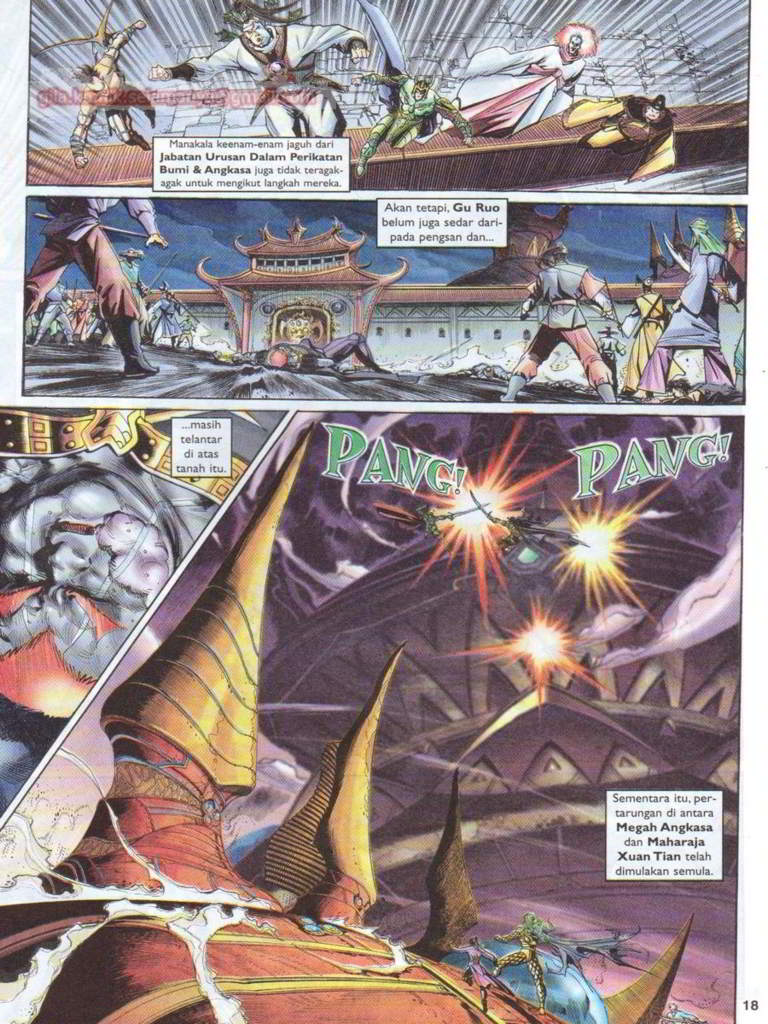 Manakala keenam-enam jaguh dari
Jabatan Urusan Dalam Perikatan
Bumi & Angkasa juga tidak teragak-
agak untuk mengikut langkah mereka.
Akan tetapi, Gu Ruo
belum juga sedar dari-
pada pengsan dan...
...masih
telantar
di atas
tanah itu.
PANG!
PANG!
Sementara itu, per-
tarungan di antara
Megah Angkasa
dan Maharaja
Xuan Tian telah
dimulakan semula.
18